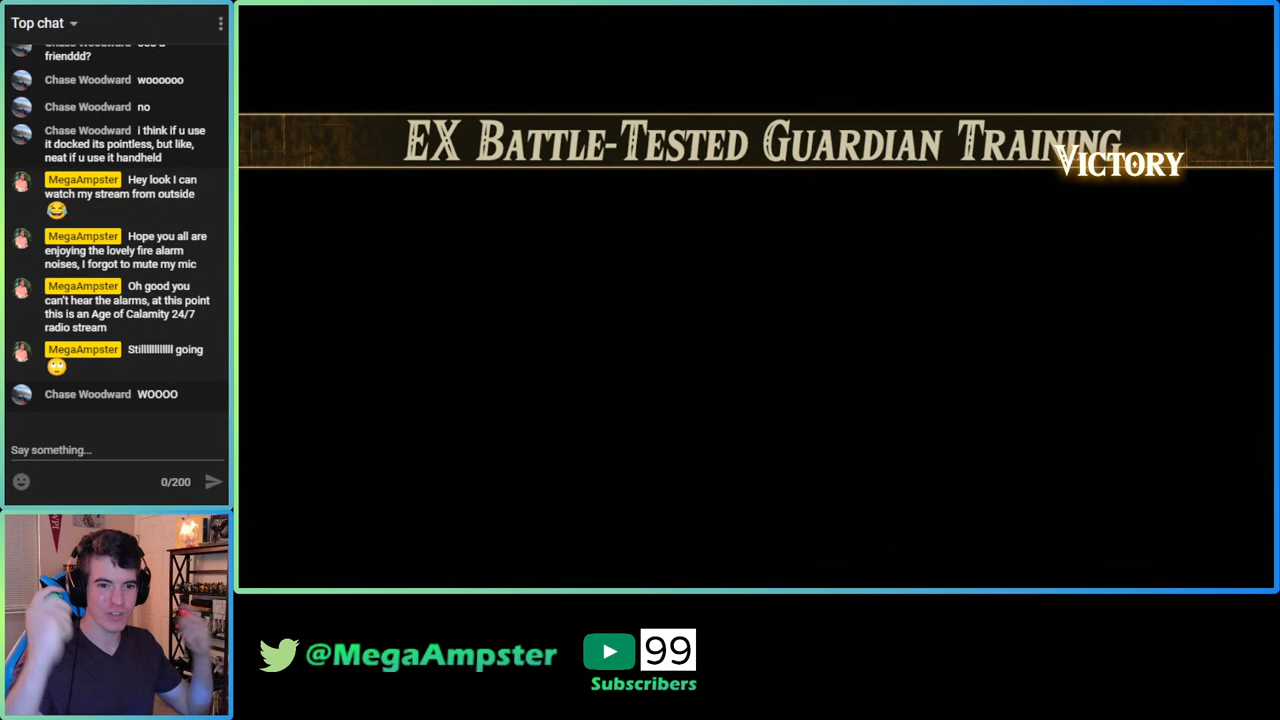 Top chat
frienddd?
Chase Woodward woooooo
Chase Woodward no
Chase Woodward i think if u use
it docked its pointless, but like,
neat if u use it handheld
MegaAmpster Hey look I can
watch my stream from outside
😂
MegaAmpster Hope you all are
enjoying the lovely fire alarm
noises, I forgot to mute my mic
MegaAmpster Oh good you
can't hear the alarms, at this point
this is an Age of Calamity 24/7
radio stream
MegaAmpster Stillllllllllllll going
🙄
Chase Woodward WOOOO
Say something...
0/200
EX Battle-Tested Guardian Training
Victory
WPI
@MegaAmpster
99
Subscribers